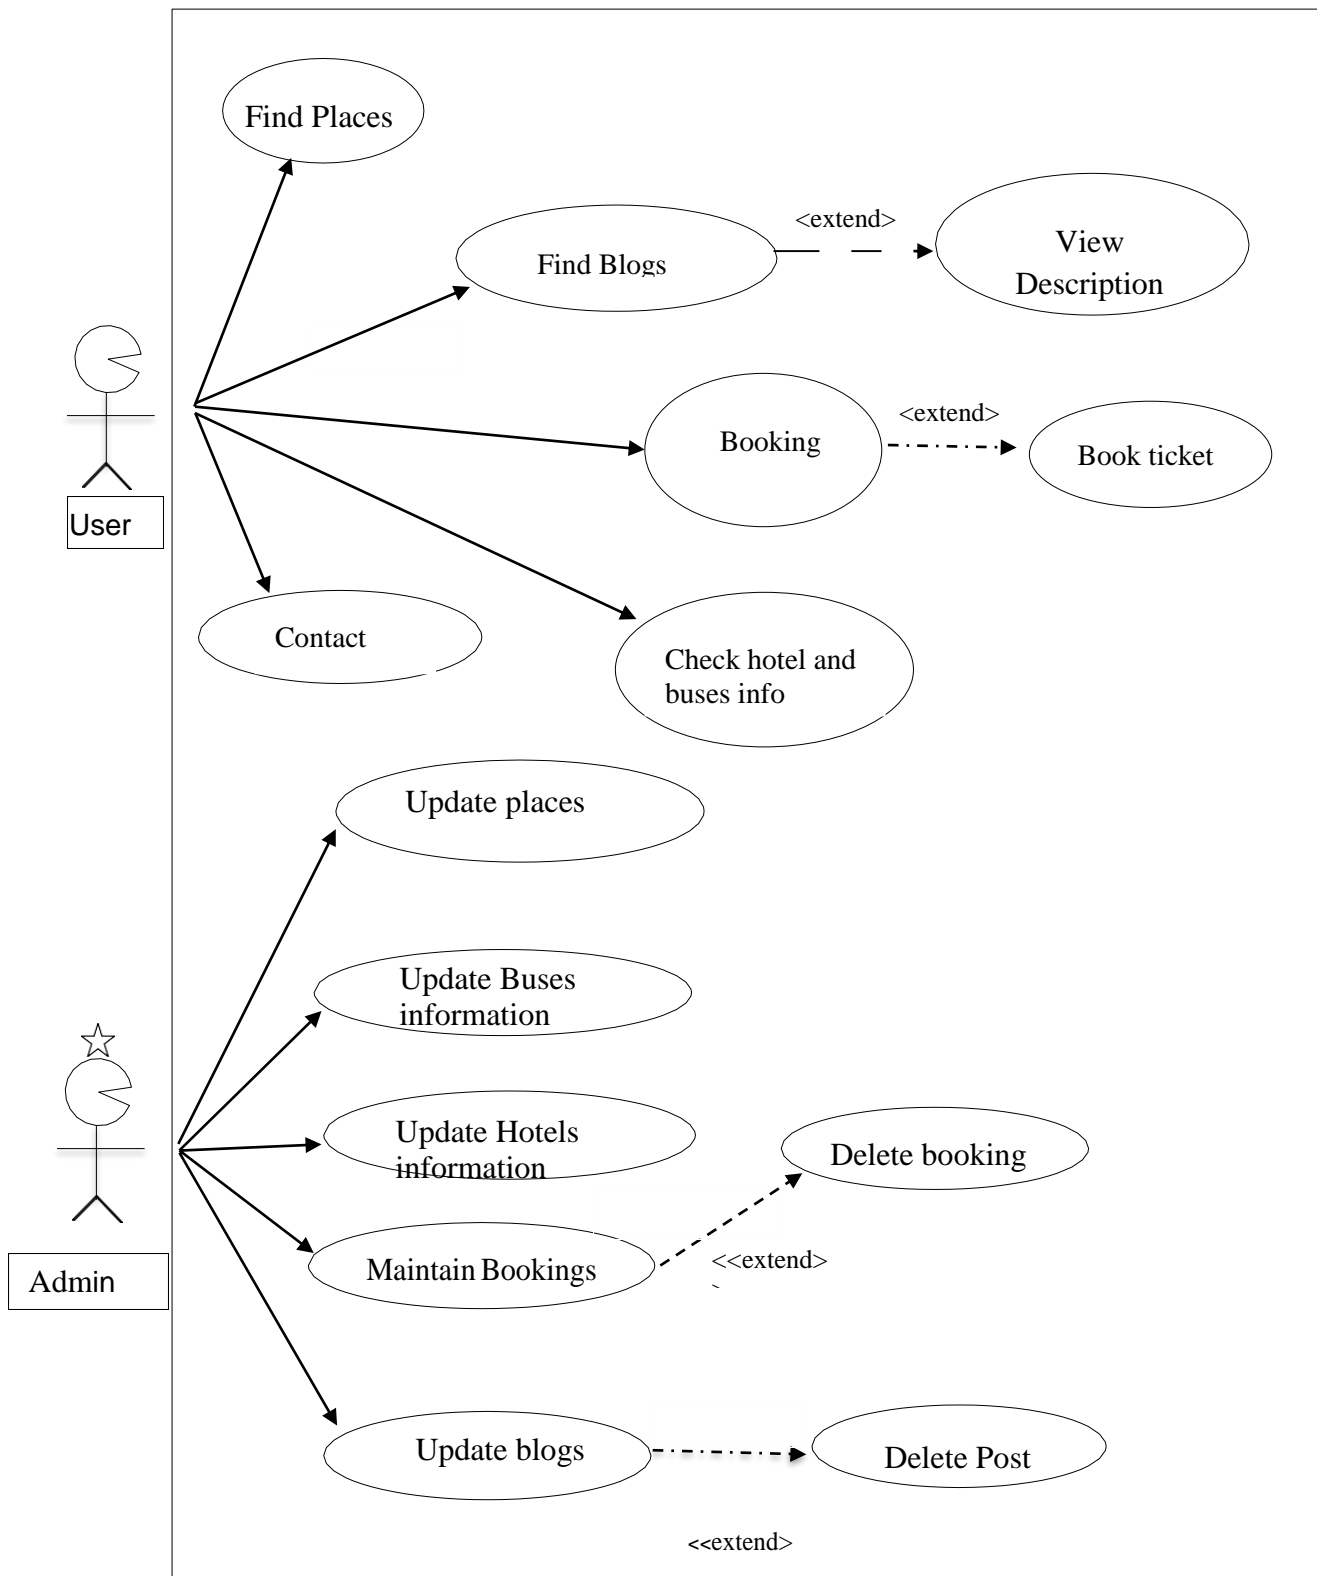 Find Places
<extend>
View
Find Blogs
Description
<extend>
Booking
Book ticket
User
Contact
Check hotel and
buses info
Update places
Update Buses
information
Update Hotels
information
Delete booking
<<extend>
Maintain Bookings
Admin
Update blogs
Delete Post
<<extend>